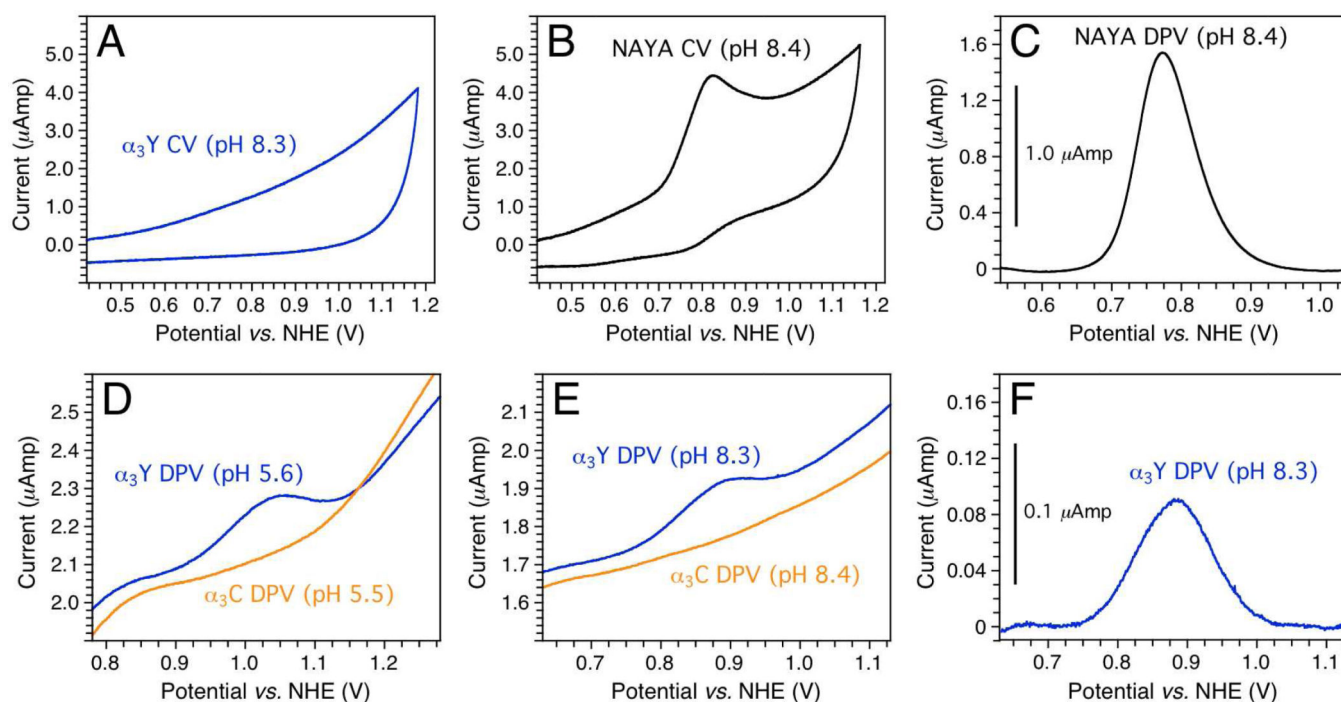 A
α₃Y CV (pH 8.3)
Current (μAmp)
5.0
4.0
3.0
2.0
1.0
0.0
0.5 0.6 0.7 0.8 0.9 1.0 1.1 1.2
Potential vs. NHE (V)
B
NAYA CV (pH 8.4)
Current (μAmp)
5.0
4.0
3.0
2.0
1.0
0.0
0.5 0.6 0.7 0.8 0.9 1.0 1.1 1.2
Potential vs. NHE (V)
C
NAYA DPV (pH 8.4)
1.0 μAmp
Current (μAmp)
1.6
1.2
0.8
0.4
0
0.6 0.7 0.8 0.9 1.0
Potential vs. NHE (V)
D
α₃Y DPV (pH 5.6)
α₃C DPV (pH 5.5)
Current (μAmp)
2.5
2.4
2.3
2.2
2.1
2.0
0.8 0.9 1.0 1.1 1.2
Potential vs. NHE (V)
E
α₃Y DPV (pH 8.3)
α₃C DPV (pH 8.4)
Current (μAmp)
2.1
2.0
1.9
1.8
1.7
1.6
0.7 0.8 0.9 1.0 1.1
Potential vs. NHE (V)
F
α₃Y DPV (pH 8.3)
0.1 μAmp
Current (μAmp)
0.16
0.12
0.08
0.04
0
0.7 0.8 0.9 1.0 1.1
Potential vs. NHE (V)